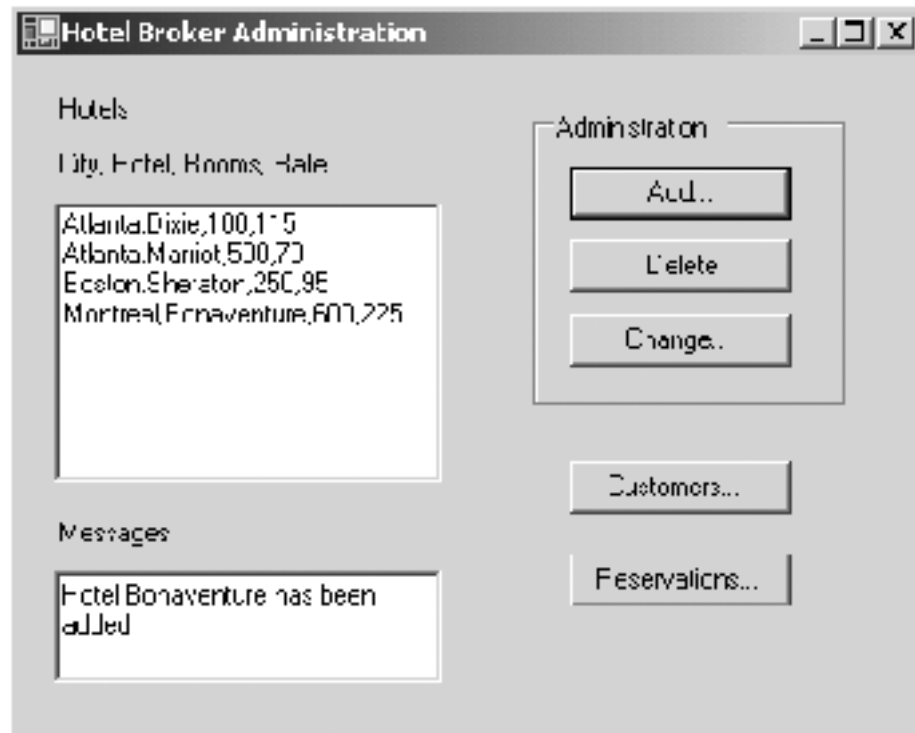 Hotel Broker Administration
Hotels
City, Hotel, Rooms, Rate
Atlanta,Dixie,100,115
Atlanta,Marriot,500,70
Boston,Sheraton,250,95
Montreal,Bonaventure,600,225
Messages
Hotel Bonaventure has been
added
Administration
Add...
Delete
Change...
Customers...
Reservations...